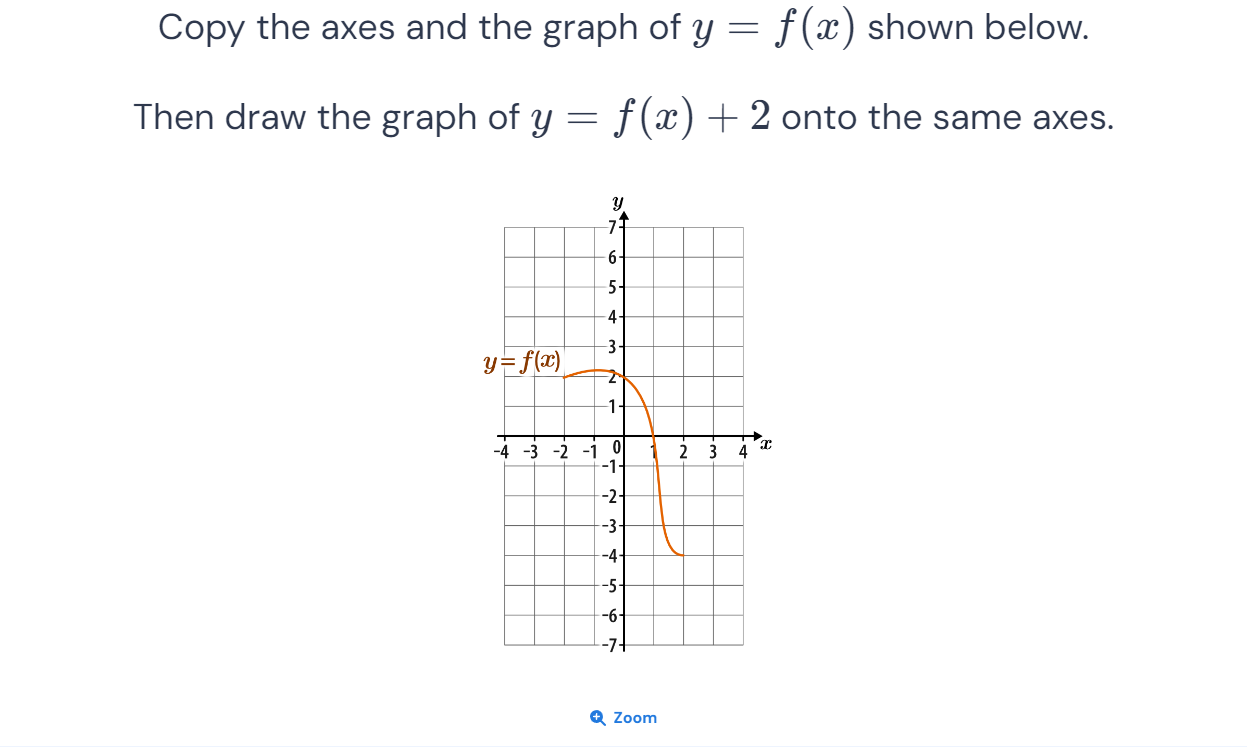 Copy the axes and the graph of y = f(x) shown below.
Then draw the graph of y = f(x) + 2 onto the same axes.
y
7
6
5
4
3
y = f(x)
2
1
-4 -3 -2 -1 0 1 2 3 4 x
-1
-2
-3
-4
-5
-6
-7
Zoom